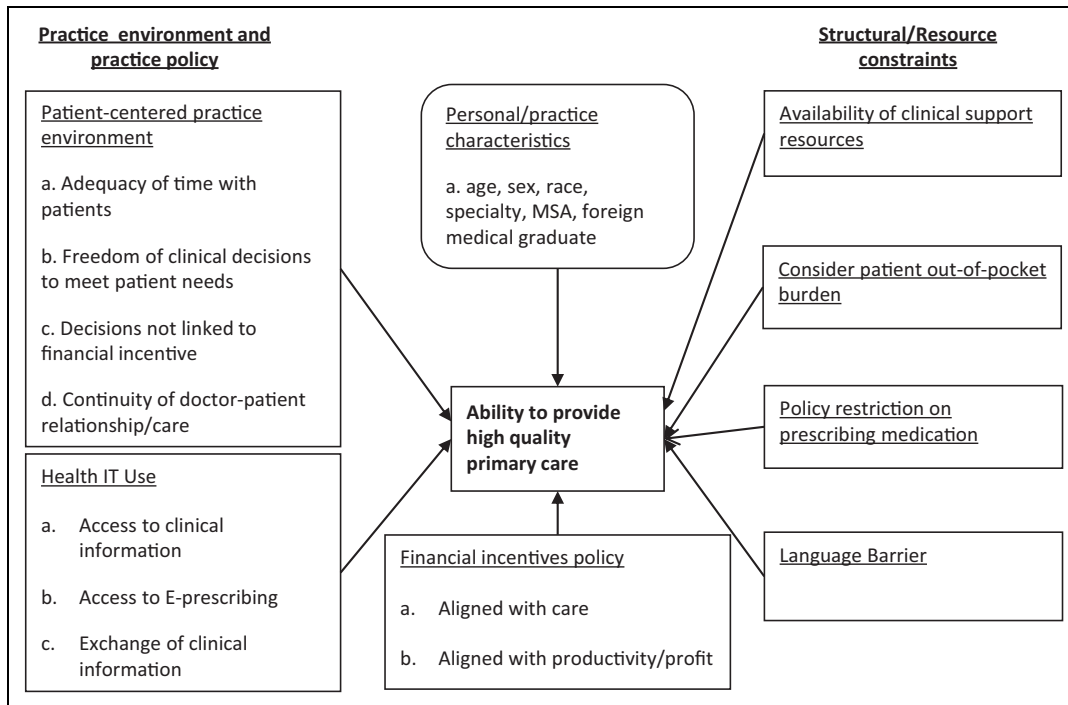 Practice environment and
practice policy
Patient-centered practice
environment
a. Adequacy of time with
patients
b. Freedom of clinical decisions
to meet patient needs
c. Decisions not linked to
financial incentive
d. Continuity of doctor-patient
relationship/care
Health IT Use
a. Access to clinical
information
b. Access to E-prescribing
c. Exchange of clinical
information
Personal/practice
characteristics
a. age, sex, race,
specialty, MSA, foreign
medical graduate
Ability to provide
high quality
primary care
Financial incentives policy
a. Aligned with care
b. Aligned with productivity/profit
Structural/Resource
constraints
Availability of clinical support
resources
Consider patient out-of-pocket
burden
Policy restriction on
prescribing medication
Language Barrier